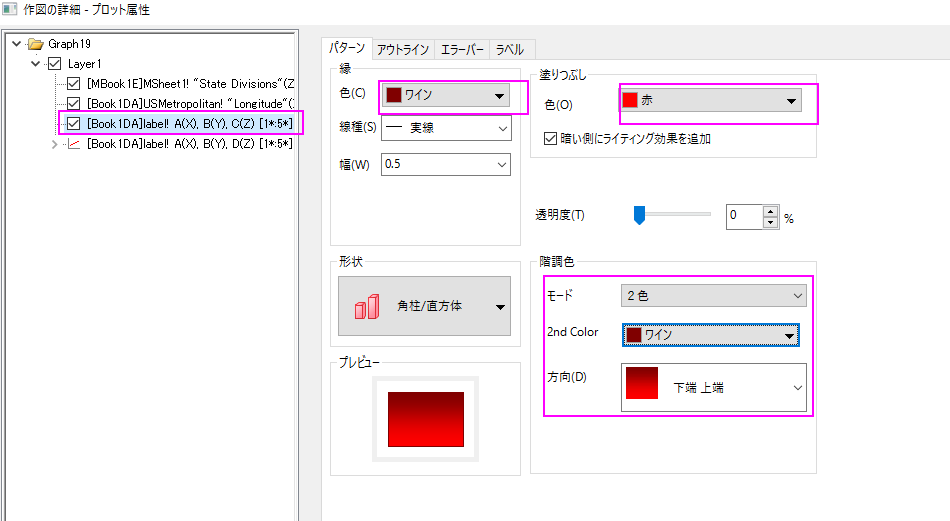 作図の詳細 - プロット属性
Graph19
Layer1
[MBook1E]MSheet1! "State Divisions"(Z
[Book1DA]USMetropolitan! "Longitude"(
[Book1DA]label! A(X), B(Y), C(Z) [1*:5*]
[Book1DA]label! A(X), B(Y), D(Z) [1*:5*]
パターン アウトライン エラーバー ラベル
縁
色(C) ワイン
線種(S) 実線
幅(W) 0.5
塗りつぶし
色(O) 赤
暗い側にライティング効果を追加
透明度(T) 0 %
形状
角柱/直方体
プレビュー
階調色
モード 2 色
2nd Color ワイン
方向(D) 下端 上端